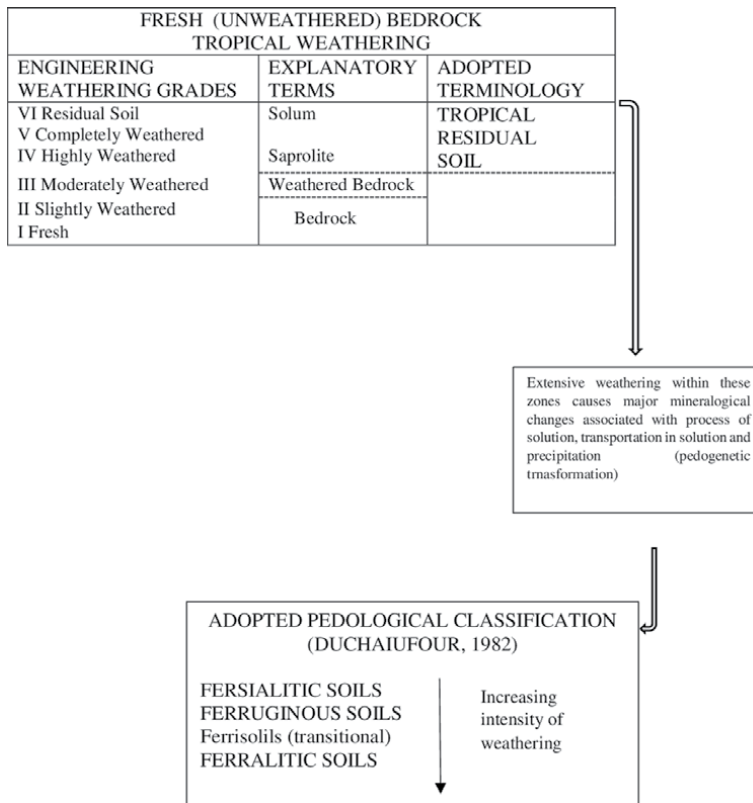 FRESH (UNWEATHERED) BEDROCK
TROPICAL WEATHERING
ENGINEERING
WEATHERING GRADES
EXPLANATORY
TERMS
ADOPTED
TERMINOLOGY
VI Residual Soil
V Completely Weathered
IV Highly Weathered
Solum
Saprolite
TROPICAL
RESIDUAL
SOIL
III Moderately Weathered
Weathered Bedrock
II Slightly Weathered
I Fresh
Bedrock
Extensive weathering within these
zones causes major mineralogical
changes associated with process of
solution, transportation in solution and
precipitation (pedogenetic
trnasformation)
ADOPTED PEDOLOGICAL CLASSIFICATION
(DUCHAIUFOUR, 1982)
FERSIALITIC SOILS
FERRUGINOUS SOILS
Ferrisolils (transitional)
FERRALITIC SOILS
Increasing
intensity of
weathering